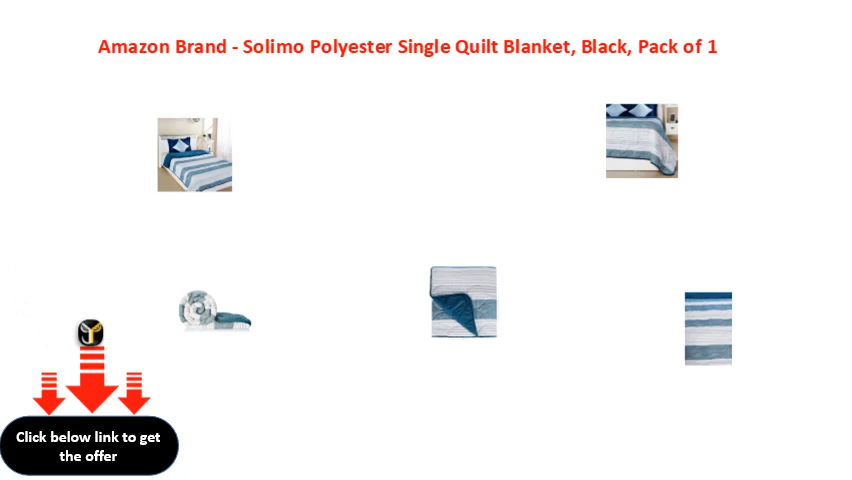 Amazon Brand - Solimo Polyester Single Quilt Blanket, Black, Pack of 1
Click below link to get
the offer